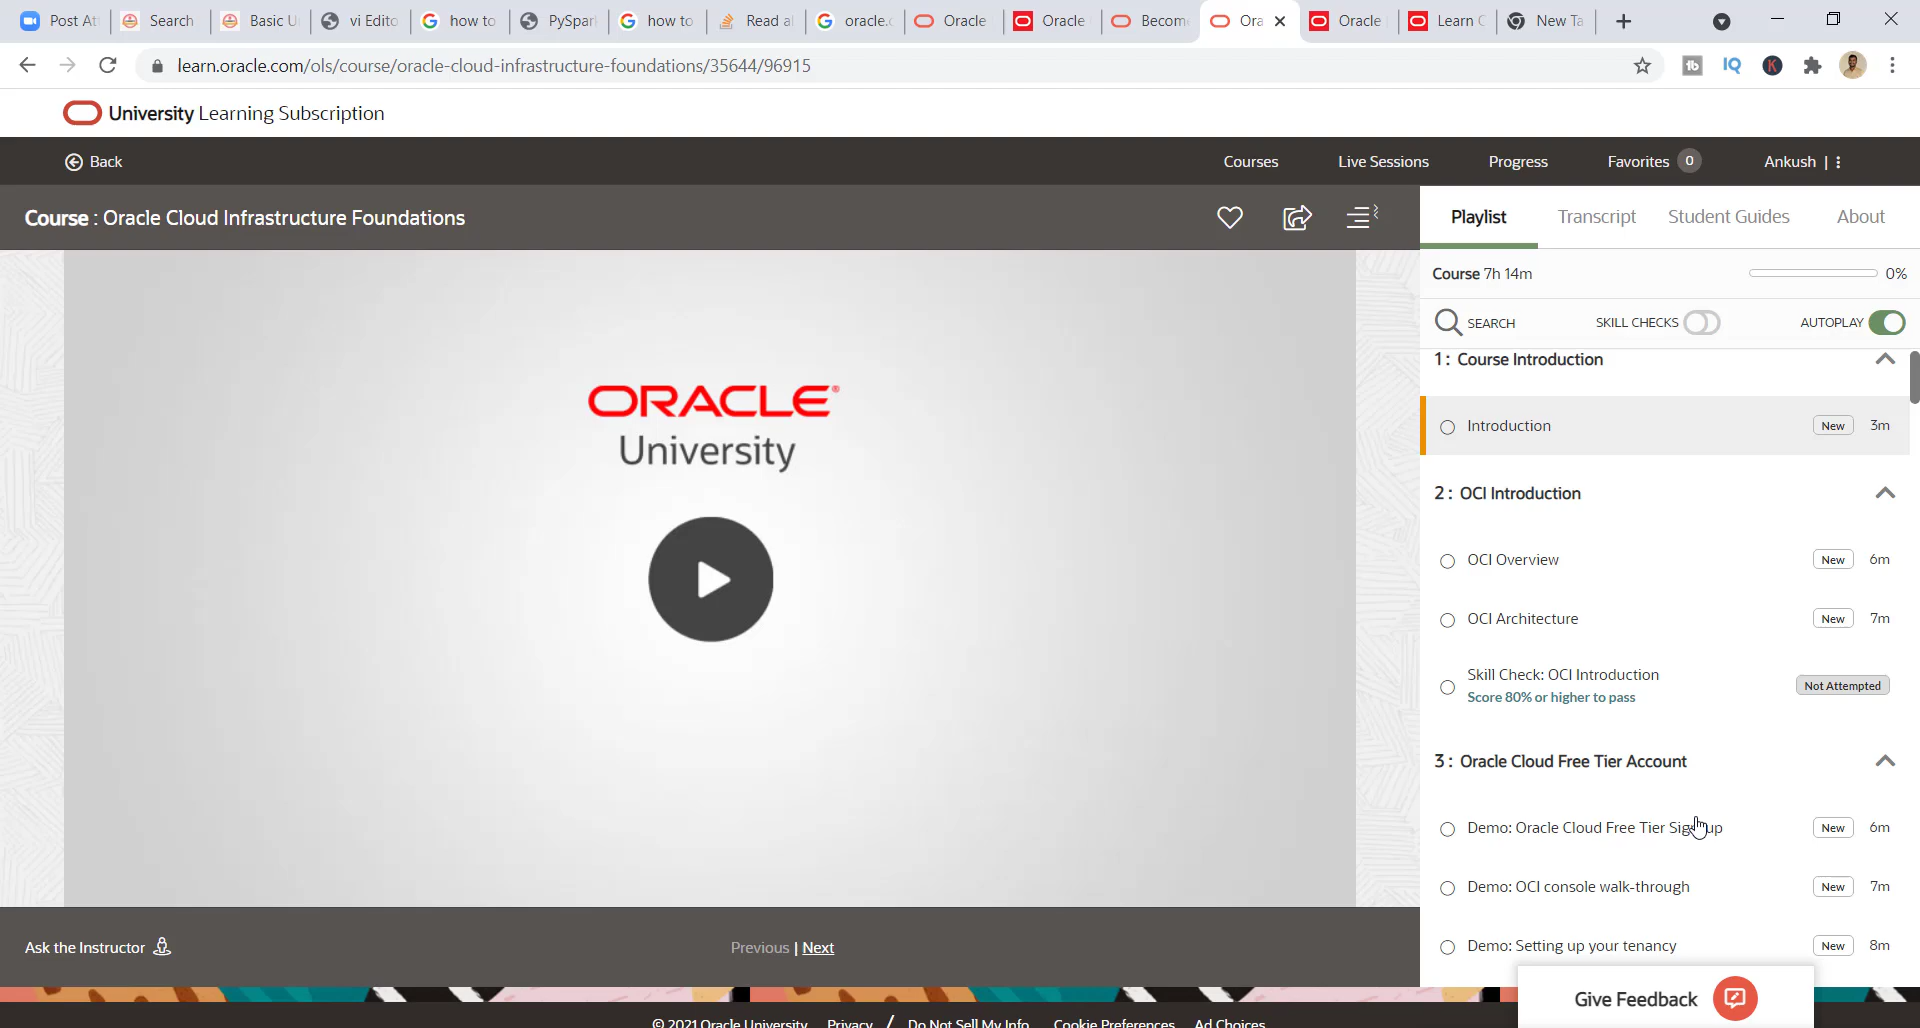 Post At
Search
Basic U
vi Edito
how to
PySpar
how to
Read a
oracle.c
Oracle
Oracle
Becom
Ora
Oracle
Learn C
New Ta
learn.oracle.com/ols/course/oracle-cloud-infrastructure-foundations/35644/96915
University Learning Subscription
Back
Courses
Live Sessions
Progress
Favorites 0
Ankush |
Course : Oracle Cloud Infrastructure Foundations
Playlist
Transcript
Student Guides
About
Course 7h 14m
0%
SEARCH
SKILL CHECKS
AUTOPLAY
ORACLE®
University
1 : Course Introduction
Introduction New 3m
2 : OCI Introduction
OCI Overview New 6m
OCI Architecture New 7m
Skill Check: OCI Introduction
Score 80% or higher to pass
Not Attempted
3 : Oracle Cloud Free Tier Account
Demo: Oracle Cloud Free Tier Sign up New 6m
Demo: OCI console walk-through New 7m
Demo: Setting up your tenancy New 8m
Ask the Instructor
Previous | Next
Give Feedback
© 2021 Oracle University Privacy / Do Not Sell My Info Cookie Preferences Ad Choices